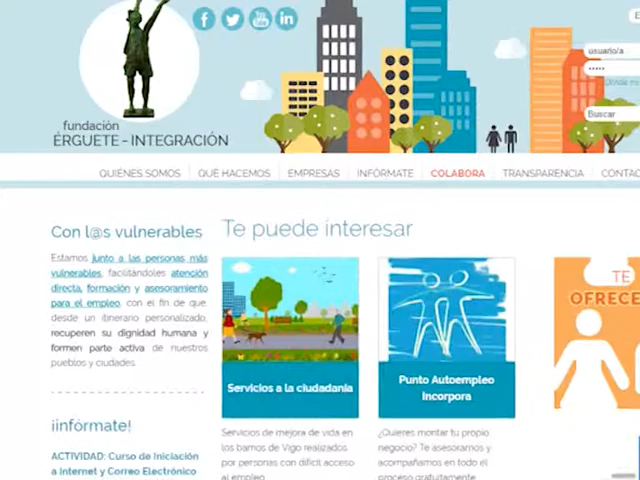 fundación
ÉRGUETE - INTEGRACIÓN
usuario/a
•••••
Buscar
QUIÉNES SOMOS
QUÉ HACEMOS
EMPRESAS
INFÓRMATE
COLABORA
TRANSPARENCIA
CONTAC
Con l@s vulnerables
Estamos junto a las personas más
vulnerables, facilitándoles atención
directa, formación y asesoramiento
para el empleo, con el fin de que,
desde un itinerario personalizado,
recuperen su dignidad humana y
formen parte activa de nuestros
pueblos y ciudades.
¡infórmate!
ACTIVIDAD: Curso de Iniciación
a Internet y Correo Electrónico
Te puede interesar
Servicios a la ciudadanía
Servicios de mejora de vida en
los barrios de Vigo realizados
por personas con difícil acceso
al empleo
Punto Autoempleo
Incorpora
¿Quieres montar tu propio
negocio? Te asesoramos y
acompañamos en todo el
proceso gratuitamente
TE
OFRECE